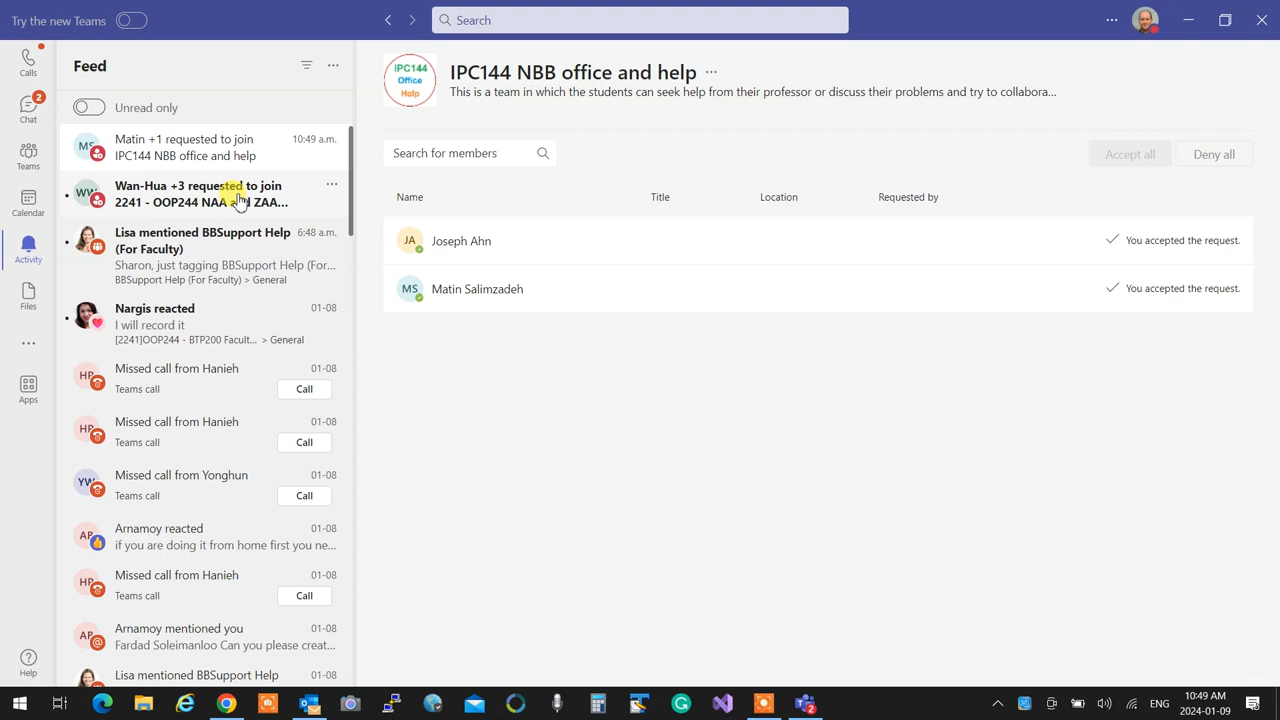 Try the new Teams
Search
Calls
2
Chat
Teams
Calendar
Activity
Files
Apps
Help
Feed
Unread only
MS
Matin +1 requested to join
10:49 a.m.
IPC144 NBB office and help
WW
Wan-Hua +3 requested to join
2241 - OOP244 NAA and ZAA...
Lisa mentioned BBSupport Help
6:48 a.m.
(For Faculty)
Sharon, just tagging BBSupport Help (For...
BBSupport Help (For Faculty) > General
Nargis reacted
01-08
I will record it
[2241]OOP244 - BTP200 Facult... > General
HP
Missed call from Hanieh
01-08
Teams call
Call
HP
Missed call from Hanieh
01-08
Teams call
Call
YW
Missed call from Yonghun
01-08
Teams call
Call
AP
Arnamoy reacted
01-08
if you are doing it from home first you ne...
HP
Missed call from Hanieh
01-08
Teams call
Call
AP
Arnamoy mentioned you
01-08
Fardad Soleimanloo Can you please creat...
Lisa mentioned BBSupport Help
01-08
IPC144
Office
Help
IPC144 NBB office and help
This is a team in which the students can seek help from their professor or discuss their problems and try to collabora...
Search for members
Accept all
Deny all
Name
Title
Location
Requested by
JA
Joseph Ahn
You accepted the request.
MS
Matin Salimzadeh
You accepted the request.
2
ENG
10:49 AM
2024-01-09